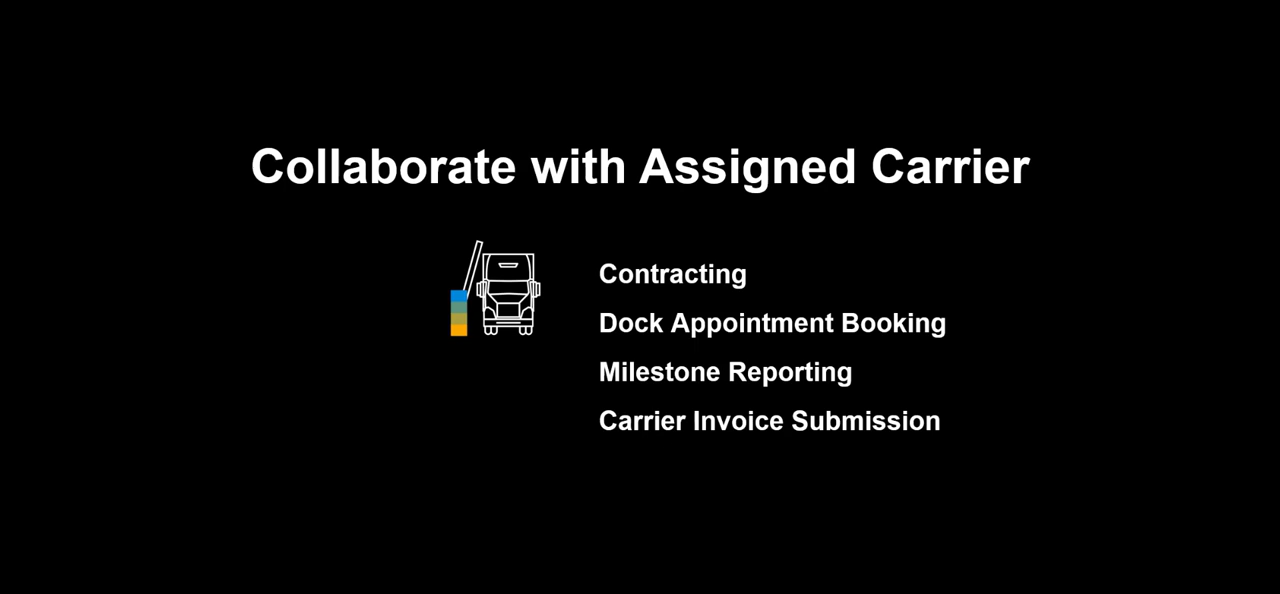 Collaborate with Assigned Carrier
Contracting
Dock Appointment Booking
Milestone Reporting
Carrier Invoice Submission